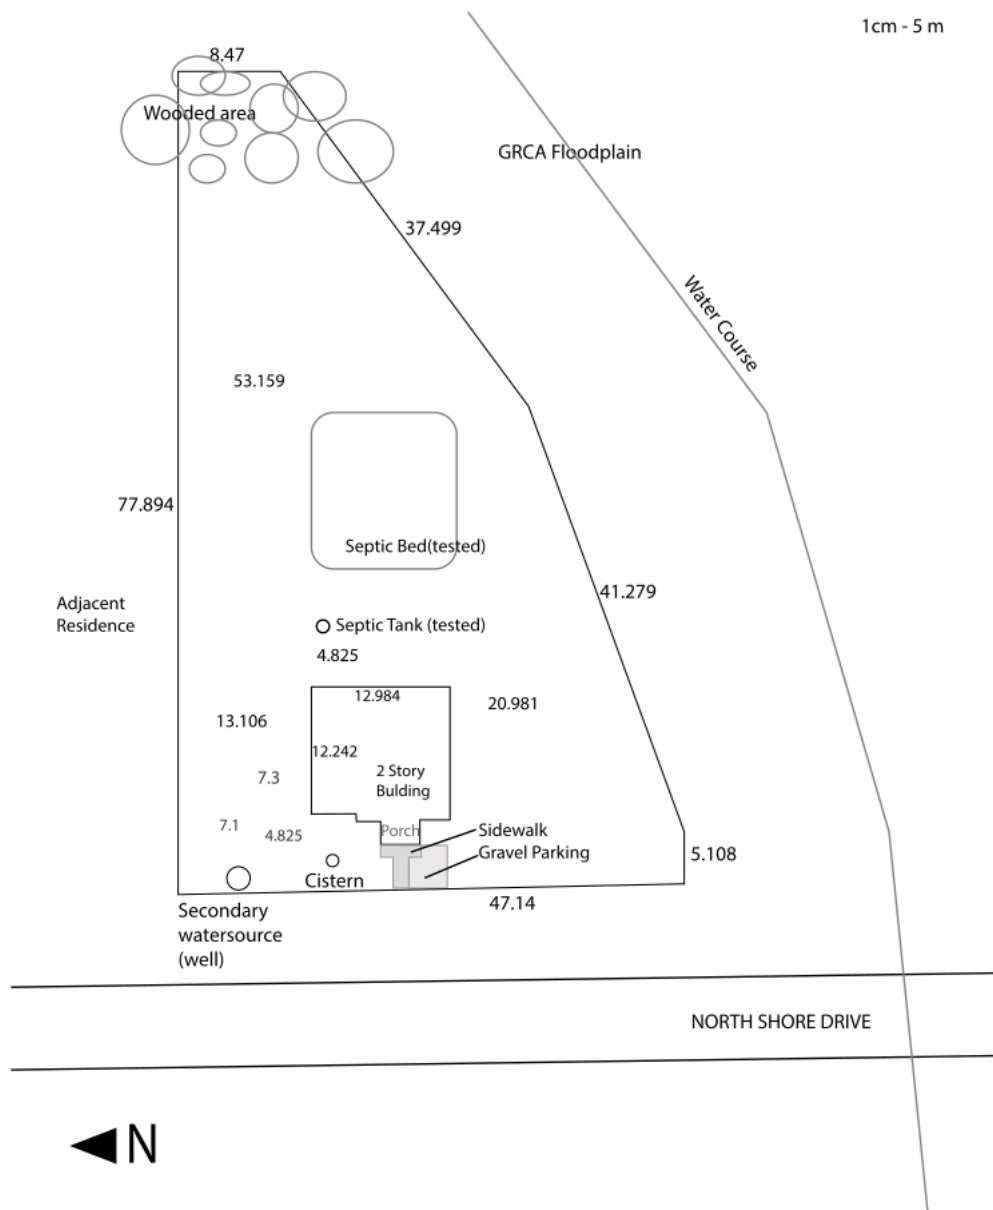 1cm - 5 m
8.47
Wooded area
GRCA Floodplain
37.499
Water Course
53.159
77.894
Septic Bed(tested)
41.279
Adjacent
Residence
Septic Tank (tested)
4.825
12.984
20.981
13.106
12.242
7.3
2 Story
Bulding
7.1
4.825
Porch
Sidewalk
Gravel Parking
5.108
Cistern
47.14
Secondary
watersource
(well)
NORTH SHORE DRIVE
N